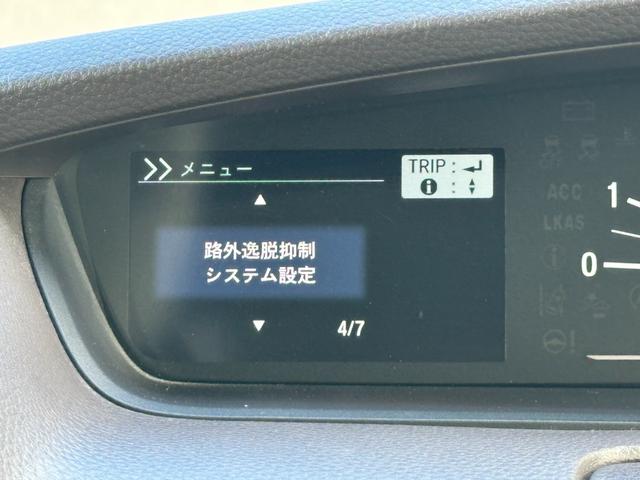 メニュー
TRIP :
i :
路外逸脱抑制
システム設定
4/7
ACC
LKAS
1
0